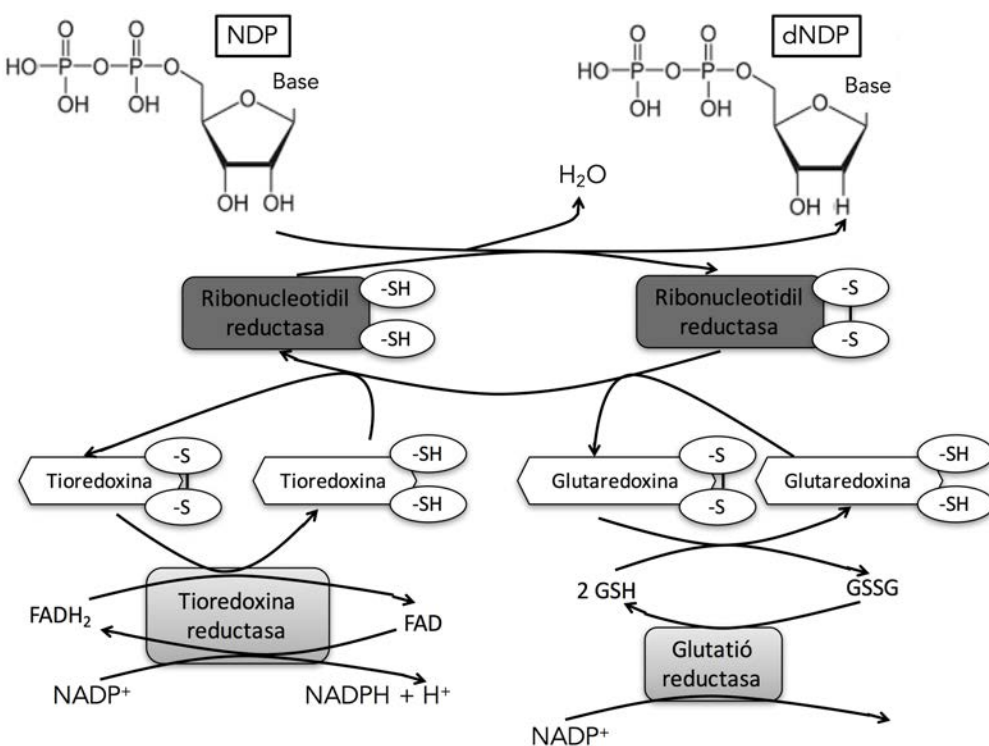 NDP
dNDP
O O
HO P O P O
OH OH
Base
O
OH OH
O O
HO P O P O
OH OH
Base
O
OH H
H₂O
Ribonucleotidil
reductasa
-SH
-SH
Ribonucleotidil
reductasa
-S
-S
Tioredoxina
-S
-S
Tioredoxina
-SH
-SH
Glutaredoxina
-S
-S
Glutaredoxina
-SH
-SH
FADH₂
Tioredoxina
reductasa
FAD
NADP⁺
NADPH + H⁺
2 GSH
GSSG
Glutatió
reductasa
NADP⁺